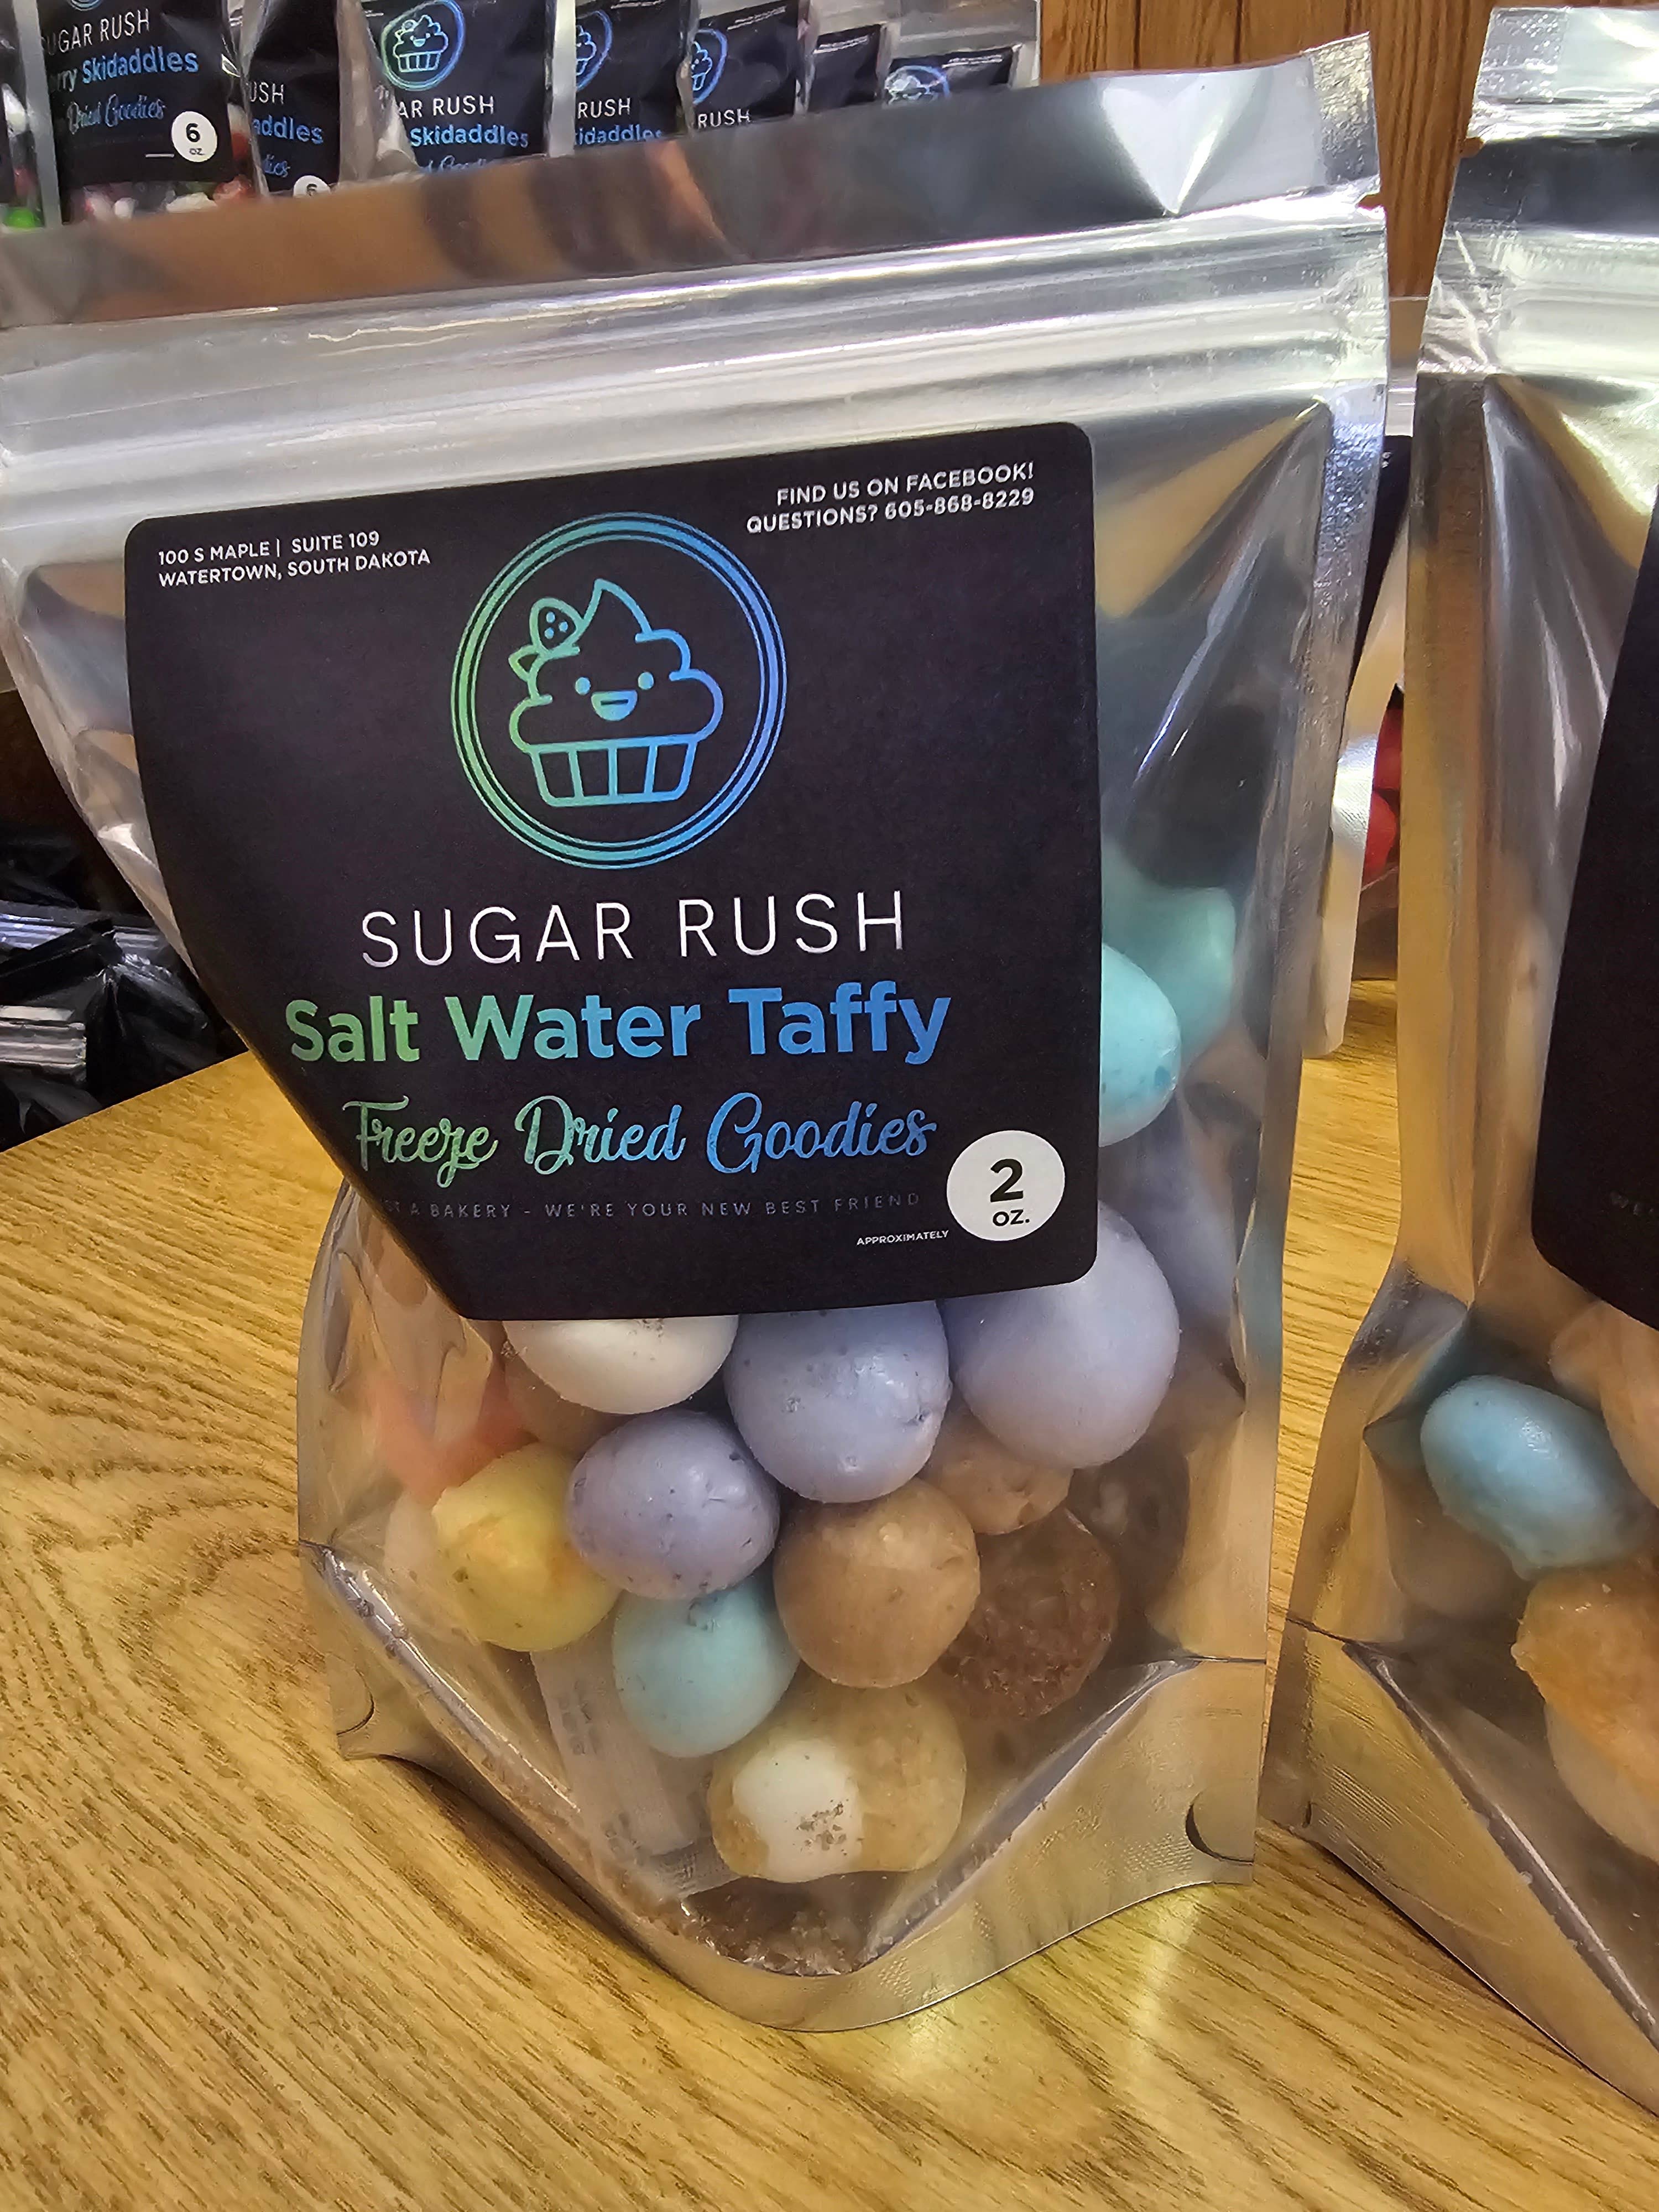 SUGAR RUSH
Skidaddles
Dried Goodies
6
OZ.
RUSH
SUGAR RUSH
Skidaddles
RUSH
RUSH
100 S MAPLE | SUITE 109
WATERTOWN, SOUTH DAKOTA
FIND US ON FACEBOOK!
QUESTIONS? 605-868-8229
SUGAR RUSH
Salt Water Taffy
Freeze Dried Goodies
A BAKERY - WE'RE YOUR NEW BEST FRIEND
APPROXIMATELY
2
OZ.